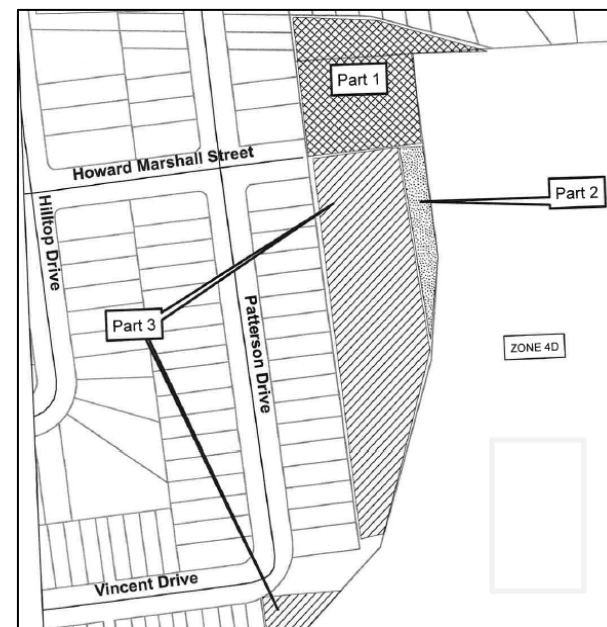 Part 1
Howard Marshall Street
Part 2
Hilltop Drive
Part 3
Patterson Drive
ZONE 4D
Vincent Drive